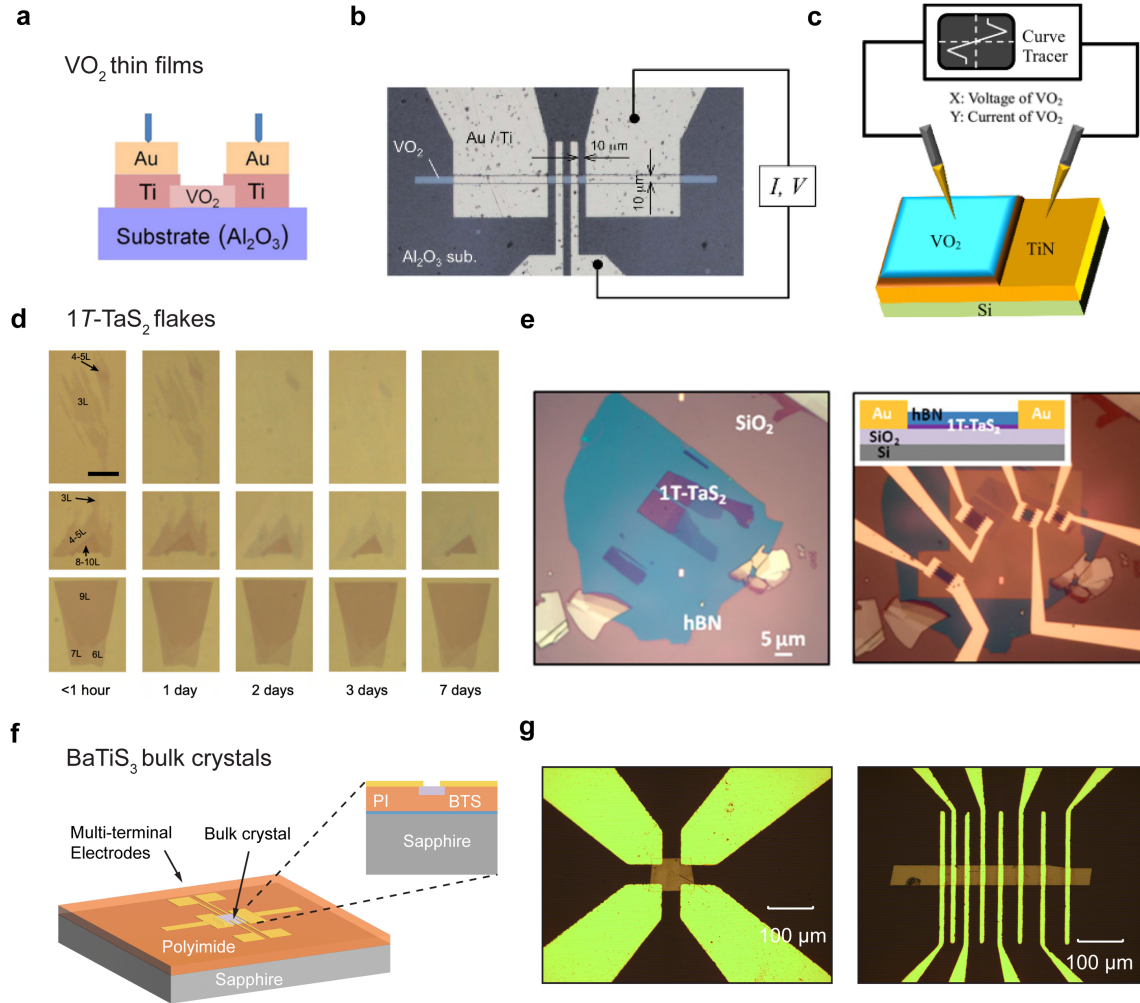 a
VO2 thin films
Au
Au
Ti
VO2
Ti
Substrate (Al2O3)
b
Au / Ti
VO2
10 µm
10 µm
Al2O3 sub.
I, V
c
Curve
Tracer
X: Voltage of VO2
Y: Current of VO2
VO2
TiN
Si
d
1T-TaS2 flakes
4-5L
3L
3L
4-5L
8-10L
9L
7L
6L
<1 hour
1 day
2 days
3 days
7 days
e
SiO2
1T-TaS2
hBN
5 µm
Au
hBN
Au
1T-TaS2
SiO2
Si
f
BaTiS3 bulk crystals
PI
BTS
Sapphire
Multi-terminal
Electrodes
Bulk crystal
Polyimide
Sapphire
g
100 µm
100 µm